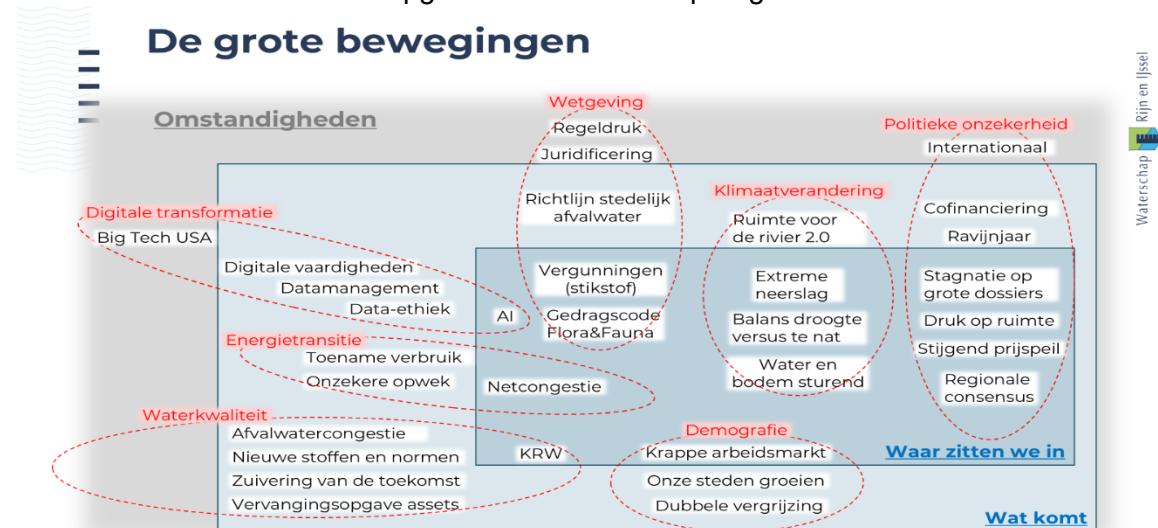 De grote bewegingen
Waterschap Rijn en IJssel
Omstandigheden
Wetgeving
Regeldruk
Juridificering
Richtlijn stedelijk
afvalwater
Vergunningen
(stikstof)
Gedragscode
Flora&Fauna
Politieke onzekerheid
Internationaal
Cofinanciering
Ravijnjaar
Stagnatie op
grote dossiers
Druk op ruimte
Stijgend prijspeil
Regionale
consensus
Klimaatverandering
Ruimte voor
de rivier 2.0
Extreme
neerslag
Balans droogte
versus te nat
Water en
bodem sturend
Digitale transformatie
Big Tech USA
Digitale vaardigheden
Datamanagement
Data-ethiek
AI
Energietransitie
Toename verbruik
Onzekere opwek
Netcongestie
Waterkwaliteit
Afvalwatercongestie
Nieuwe stoffen en normen
KRW
Zuivering van de toekomst
Vervangingsopgave assets
Demografie
Krappe arbeidsmarkt
Onze steden groeien
Dubbele vergrijzing
Waar zitten we in
Wat komt